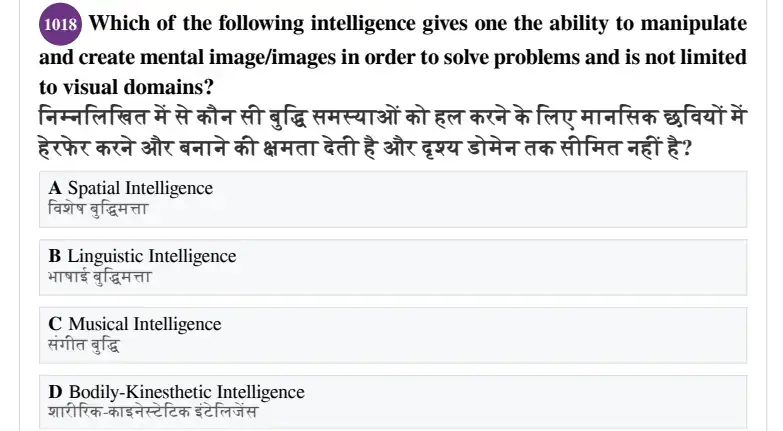 1018 Which of the following intelligence gives one the ability to manipulate
and create mental image/images in order to solve problems and is not limited
to visual domains?
निम्नलिखित में से कौन सी बुद्धि समस्याओं को हल करने के लिए मानसिक छवियों में
हेरफेर करने और बनाने की क्षमता देती है और दृश्य डोमेन तक सीमित नहीं है?
A Spatial Intelligence
विशेष बुद्धिमत्ता
B Linguistic Intelligence
भाषाई बुद्धिमत्ता
C Musical Intelligence
संगीत बुद्धि
D Bodily-Kinesthetic Intelligence
शारीरिक-काइनेस्टेटिक इंटेलिजेंस